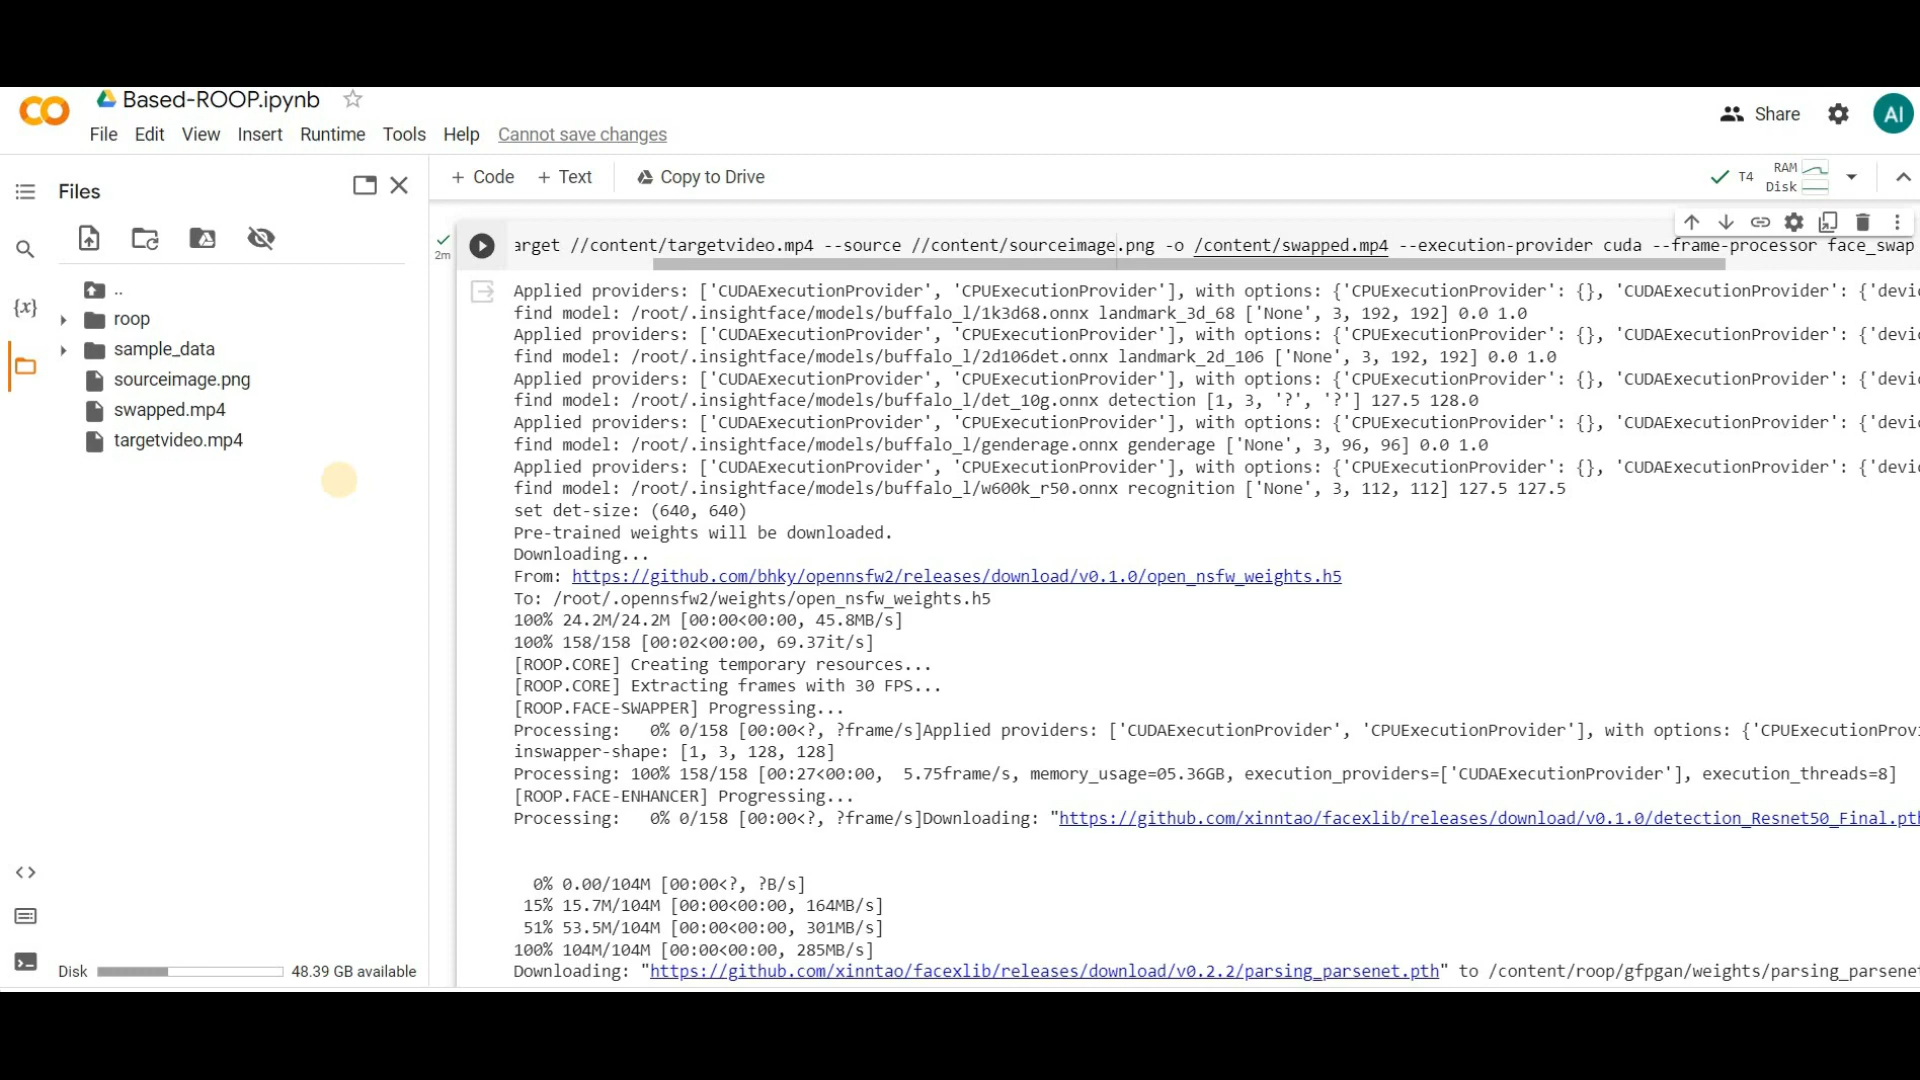 Based-ROOP.ipynb
File Edit View Insert Runtime Tools Help Cannot save changes
Share
AI
Files
+ Code + Text Copy to Drive
T4 RAM Disk
..
roop
sample_data
sourceimage.png
swapped.mp4
targetvideo.mp4
{x}
Disk 48.39 GB available
2m
arget //content/targetvideo.mp4 --source //content/sourceimage.png -o /content/swapped.mp4 --execution-provider cuda --frame-processor face_swap
Applied providers: ['CUDAExecutionProvider', 'CPUExecutionProvider'], with options: {'CPUExecutionProvider': {}, 'CUDAExecutionProvider': {'devic
find model: /root/.insightface/models/buffalo_l/1k3d68.onnx landmark_3d_68 ['None', 3, 192, 192] 0.0 1.0
Applied providers: ['CUDAExecutionProvider', 'CPUExecutionProvider'], with options: {'CPUExecutionProvider': {}, 'CUDAExecutionProvider': {'devic
find model: /root/.insightface/models/buffalo_l/2d106det.onnx landmark_2d_106 ['None', 3, 192, 192] 0.0 1.0
Applied providers: ['CUDAExecutionProvider', 'CPUExecutionProvider'], with options: {'CPUExecutionProvider': {}, 'CUDAExecutionProvider': {'devic
find model: /root/.insightface/models/buffalo_l/det_10g.onnx detection [1, 3, '?', '?'] 127.5 128.0
Applied providers: ['CUDAExecutionProvider', 'CPUExecutionProvider'], with options: {'CPUExecutionProvider': {}, 'CUDAExecutionProvider': {'devic
find model: /root/.insightface/models/buffalo_l/genderage.onnx genderage ['None', 3, 96, 96] 0.0 1.0
Applied providers: ['CUDAExecutionProvider', 'CPUExecutionProvider'], with options: {'CPUExecutionProvider': {}, 'CUDAExecutionProvider': {'devic
find model: /root/.insightface/models/buffalo_l/w600k_r50.onnx recognition ['None', 3, 112, 112] 127.5 127.5
set det-size: (640, 640)
Pre-trained weights will be downloaded.
Downloading...
From: https://github.com/bhky/opennsfw2/releases/download/v0.1.0/open_nsfw_weights.h5
To: /root/.opennsfw2/weights/open_nsfw_weights.h5
100% 24.2M/24.2M [00:00<00:00, 45.8MB/s]
100% 158/158 [00:02<00:00, 69.37it/s]
[ROOP.CORE] Creating temporary resources...
[ROOP.CORE] Extracting frames with 30 FPS...
[ROOP.FACE-SWAPPER] Progressing...
Processing:   0% 0/158 [00:00<?, ?frame/s]Applied providers: ['CUDAExecutionProvider', 'CPUExecutionProvider'], with options: {'CPUExecutionProvi
inswapper-shape: [1, 3, 128, 128]
Processing: 100% 158/158 [00:27<00:00,  5.75frame/s, memory_usage=05.36GB, execution_providers=['CUDAExecutionProvider'], execution_threads=8]
[ROOP.FACE-ENHANCER] Progressing...
Processing:   0% 0/158 [00:00<?, ?frame/s]Downloading: "https://github.com/xinntao/facexlib/releases/download/v0.1.0/detection_Resnet50_Final.pth
0% 0.00/104M [00:00<?, ?B/s]
15% 15.7M/104M [00:00<00:00, 164MB/s]
51% 53.5M/104M [00:00<00:00, 301MB/s]
100% 104M/104M [00:00<00:00, 285MB/s]
Downloading: "https://github.com/xinntao/facexlib/releases/download/v0.2.2/parsing_parsenet.pth" to /content/roop/gfpgan/weights/parsing_parsenet